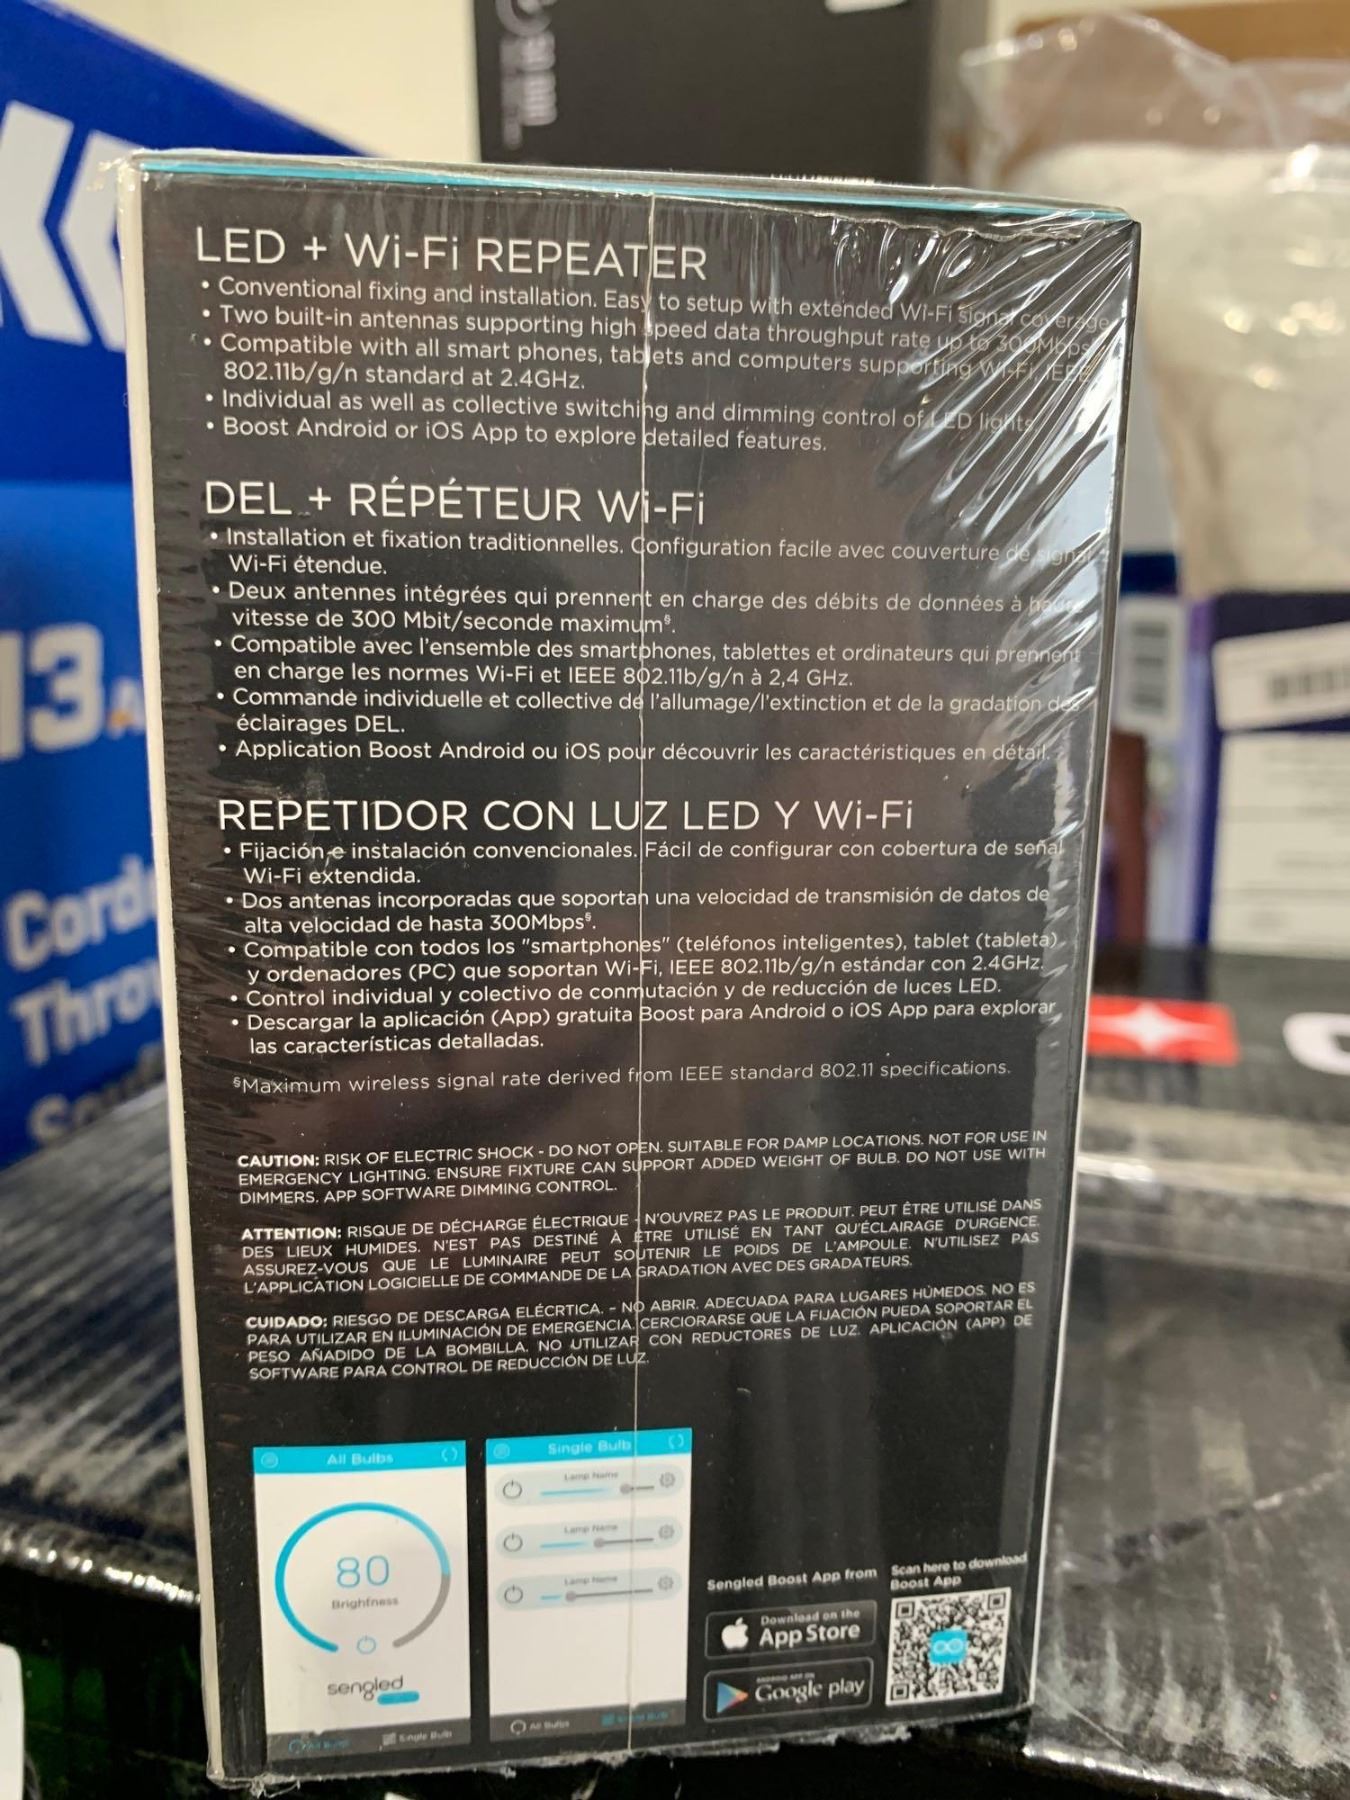 LED + Wi-Fi REPEATER
• Conventional fixing and installation. Easy to setup with extended Wi-Fi signal coverage
• Two built-in antennas supporting high speed data throughput rate up to 300Mbps
• Compatible with all smart phones, tablets and computers supporting Wi-Fi, IEEE
802.11b/g/n standard at 2.4GHz.
• Individual as well as collective switching and dimming control of LED lights
• Boost Android or iOS App to explore detailed features.
DEL + RÉPÉTEUR Wi-Fi
• Installation et fixation traditionnelles. Configuration facile avec couverture de signal
Wi-Fi étendue.
• Deux antennes intégrées qui prennent en charge des débits de données à haute
vitesse de 300 Mbit/seconde maximum§.
• Compatible avec l'ensemble des smartphones, tablettes et ordinateurs qui prennent
en charge les normes Wi-Fi et IEEE 802.11b/g/n à 2,4 GHz.
• Commande individuelle et collective de l'allumage/l'extinction et de la gradation des
éclairages DEL.
• Application Boost Android ou iOS pour découvrir les caractéristiques en détail.
REPETIDOR CON LUZ LED Y Wi-Fi
• Fijación e instalación convencionales. Fácil de configurar con cobertura de señal
Wi-Fi extendida.
• Dos antenas incorporadas que soportan una velocidad de transmisión de datos de
alta velocidad de hasta 300Mbps§.
• Compatible con todos los "smartphones" (teléfonos inteligentes), tablet (tableta)
y ordenadores (PC) que soportan Wi-Fi, IEEE 802.11b/g/n estándar con 2.4GHz.
• Control individual y colectivo de conmutación y de reducción de luces LED.
• Descargar la aplicación (App) gratuita Boost para Android o iOS App para explorar
las características detalladas.
§Maximum wireless signal rate derived from IEEE standard 802.11 specifications.
CAUTION: RISK OF ELECTRIC SHOCK - DO NOT OPEN. SUITABLE FOR DAMP LOCATIONS. NOT FOR USE IN
EMERGENCY LIGHTING. ENSURE FIXTURE CAN SUPPORT ADDED WEIGHT OF BULB. DO NOT USE WITH
DIMMERS. APP SOFTWARE DIMMING CONTROL.
ATTENTION: RISQUE DE DÉCHARGE ÉLECTRIQUE - N'OUVREZ PAS LE PRODUIT. PEUT ÊTRE UTILISÉ DANS
DES LIEUX HUMIDES. N'EST PAS DESTINÉ À ÊTRE UTILISÉ EN TANT QU'ÉCLAIRAGE D'URGENCE.
ASSUREZ-VOUS QUE LE LUMINAIRE PEUT SOUTENIR LE POIDS DE L'AMPOULE. N'UTILISEZ PAS
L'APPLICATION LOGICIELLE DE COMMANDE DE LA GRADATION AVEC DES GRADATEURS.
CUIDADO: RIESGO DE DESCARGA ELÉCRTICA. - NO ABRIR. ADECUADA PARA LUGARES HÚMEDOS. NO ES
PARA UTILIZAR EN ILUMINACIÓN DE EMERGENCIA. CERCIORARSE QUE LA FIJACIÓN PUEDA SOPORTAR EL
PESO AÑADIDO DE LA BOMBILLA. NO UTILIZAR CON REDUCTORES DE LUZ. APLICACIÓN (APP) DE
SOFTWARE PARA CONTROL DE REDUCCIÓN DE LUZ.
All Bulbs
80
Brightness
sengled
All Bulbs Single Bulb
Single Bulb
Lamp Name
Lamp Name
Lamp Name
All Bulbs Single Bulb
Sengled Boost App from
Download on the
App Store
ANDROID APP ON
Google play
Scan here to download
Boost App
13